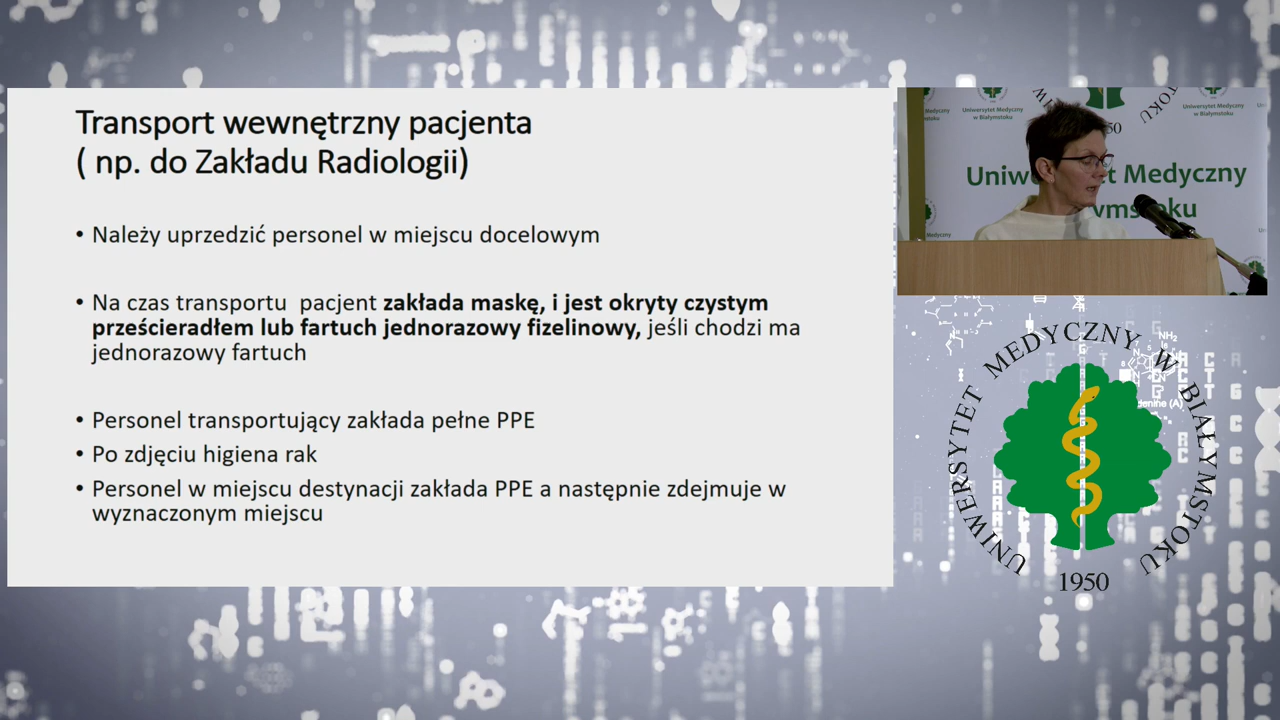 Transport wewnętrzny pacjenta
( np. do Zakładu Radiologii)
• Należy uprzedzić personel w miejscu docelowym
• Na czas transportu pacjent zakłada maskę, i jest okryty czystym
prześcieradłem lub fartuch jednorazowy fizelinowy, jeśli chodzi ma
jednorazowy fartuch
• Personel transportujący zakłada pełne PPE
• Po zdjęciu higiena rak
• Personel w miejscu destynacji zakłada PPE a następnie zdejmuje w
wyznaczonym miejscu
Uniwersytet Medyczny
w Białymstoku
Uniwersytet Medyczny
w Białymstoku
Medyczny
UNIWERSYTET MEDYCZNY W BIAŁYMSTOKU
1950